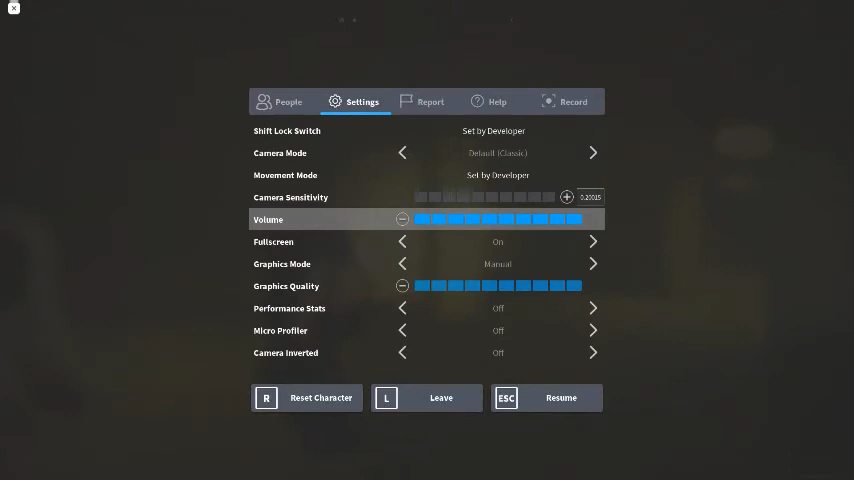 People Settings Report Help Record
Shift Lock Switch Set by Developer
Camera Mode Default (Classic)
Movement Mode Set by Developer
Camera Sensitivity 0.20015
Volume
Fullscreen On
Graphics Mode Manual
Graphics Quality
Performance Stats Off
Micro Profiler Off
Camera Inverted Off
R Reset Character L Leave ESC Resume